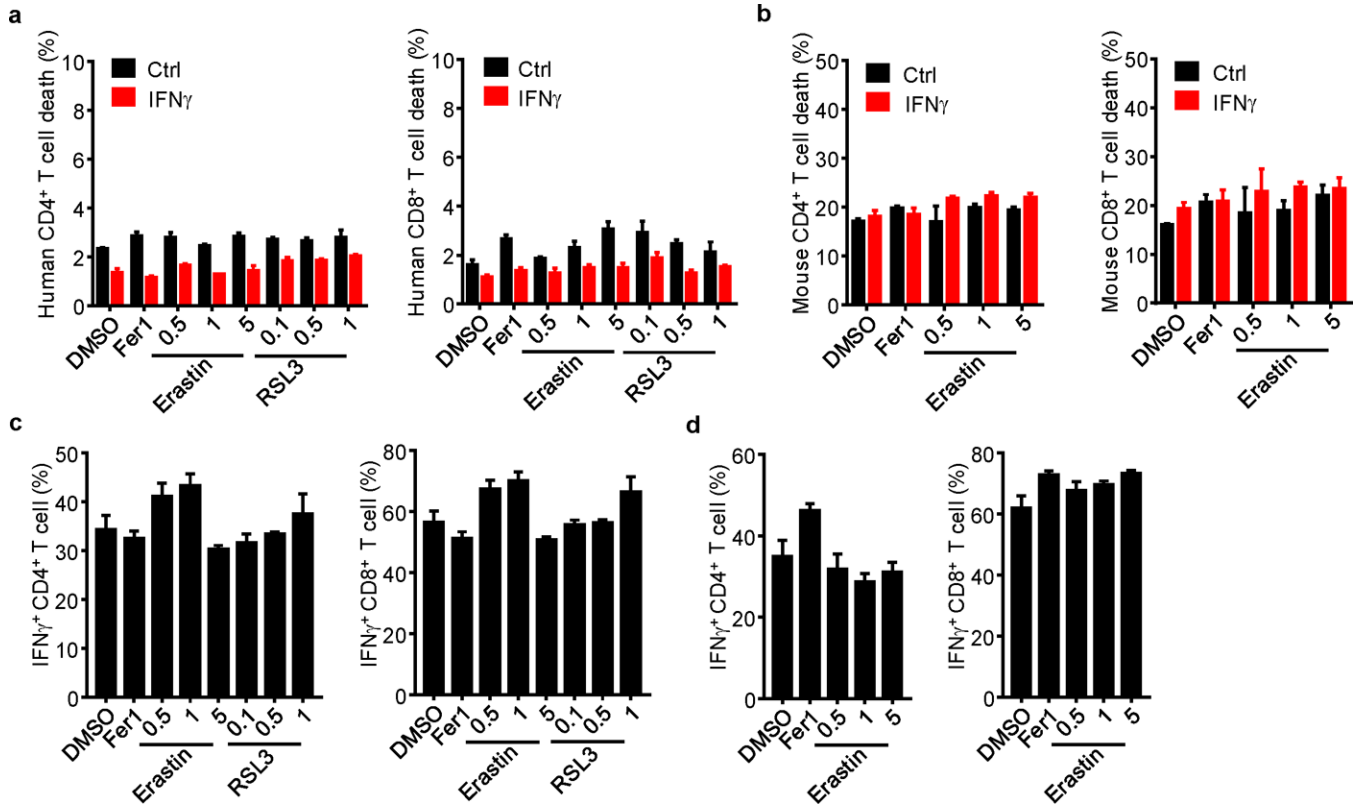 a
Human CD4⁺ T cell death (%)
10
8
6
4
2
0
Ctrl
IFNγ
DMSO
Fer1
0.5
1
5
0.1
0.5
1
Erastin
RSL3
Human CD8⁺ T cell death (%)
10
8
6
4
2
0
Ctrl
IFNγ
DMSO
Fer1
0.5
1
5
0.1
0.5
1
Erastin
RSL3
b
Mouse CD4⁺ T cell death (%)
50
40
30
20
10
0
Ctrl
IFNγ
DMSO
Fer1
0.5
1
5
Erastin
Mouse CD8⁺ T cell death (%)
50
40
30
20
10
0
Ctrl
IFNγ
DMSO
Fer1
0.5
1
5
Erastin
c
IFNγ⁺ CD4⁺ T cell (%)
50
40
30
20
10
0
DMSO
Fer1
0.5
1
5
0.1
0.5
1
Erastin
RSL3
IFNγ⁺ CD8⁺ T cell (%)
80
60
40
20
0
DMSO
Fer1
0.5
1
5
0.1
0.5
1
Erastin
RSL3
d
IFNγ⁺ CD4⁺ T cell (%)
60
40
20
0
DMSO
Fer1
0.5
1
5
Erastin
IFNγ⁺ CD8⁺ T cell (%)
80
60
40
20
0
DMSO
Fer1
0.5
1
5
Erastin